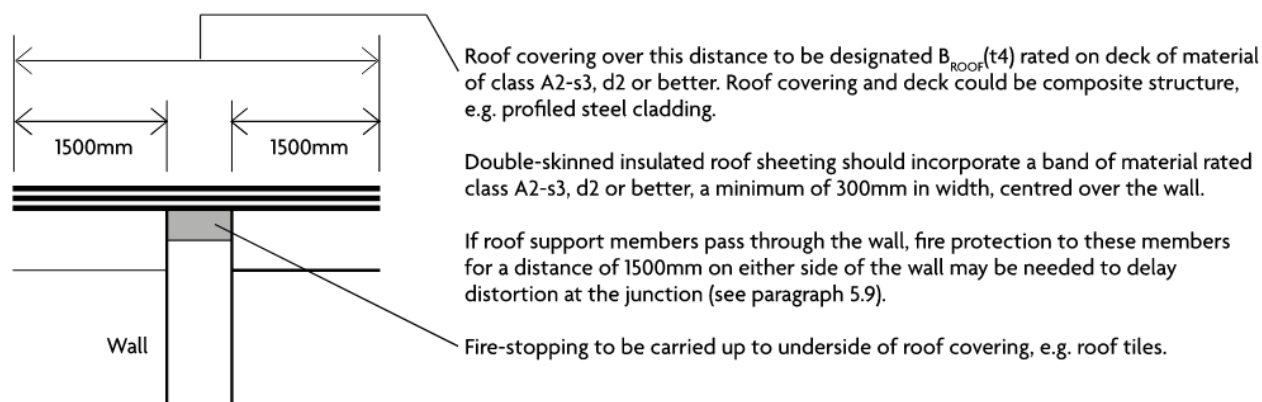 Roof covering over this distance to be designated B_ROOF(t4) rated on deck of material
of class A2-s3, d2 or better. Roof covering and deck could be composite structure,
e.g. profiled steel cladding.
1500mm
1500mm
Double-skinned insulated roof sheeting should incorporate a band of material rated
class A2-s3, d2 or better, a minimum of 300mm in width, centred over the wall.
If roof support members pass through the wall, fire protection to these members
for a distance of 1500mm on either side of the wall may be needed to delay
distortion at the junction (see paragraph 5.9).
Wall
Fire-stopping to be carried up to underside of roof covering, e.g. roof tiles.